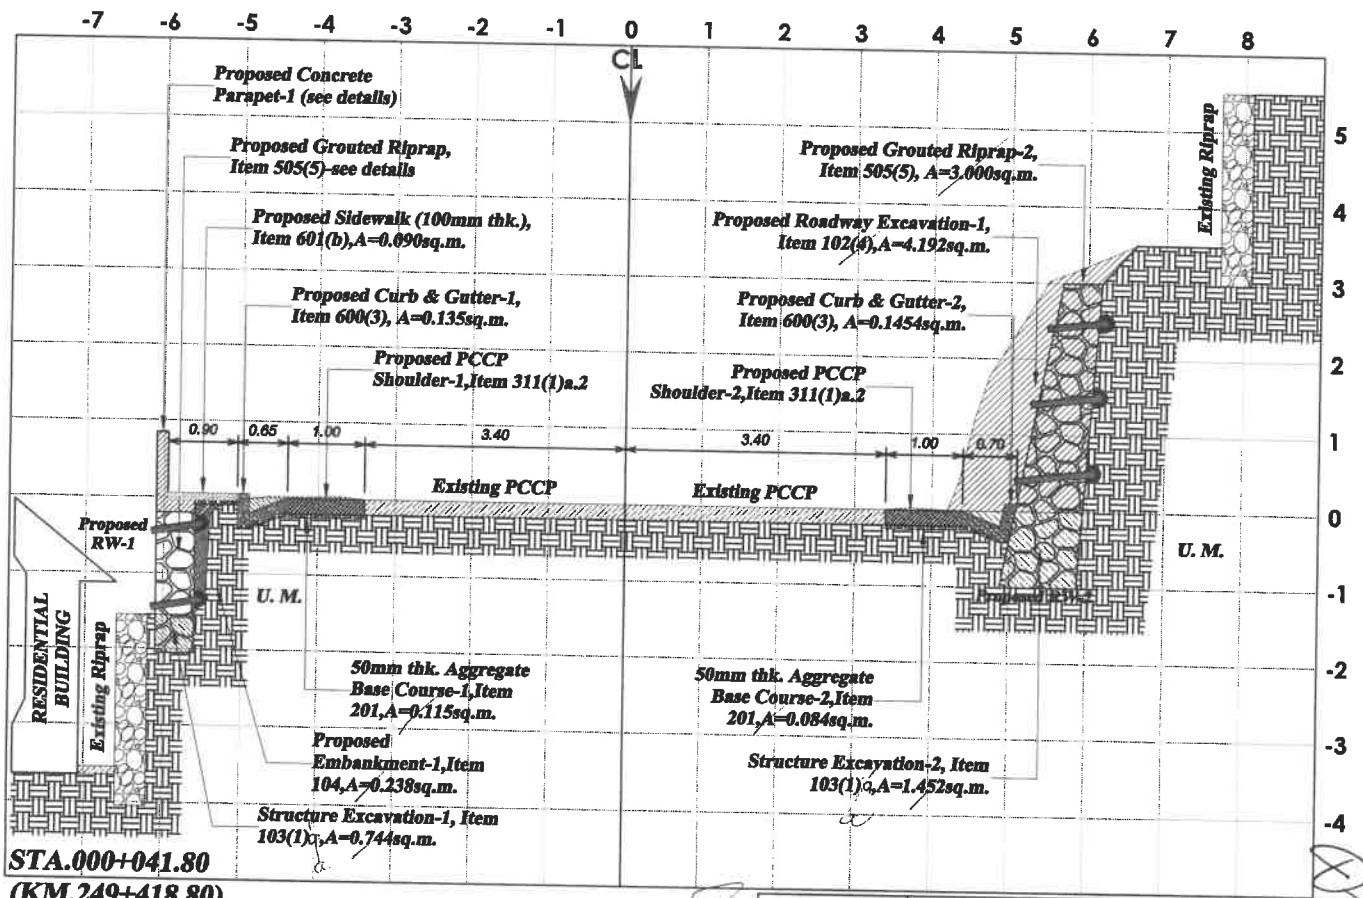 -7 -6 -5 -4 -3 -2 -1 0 1 2 3 4 5 6 7 8
CL
Proposed Concrete
Parapet-1 (see details)
Proposed Grouted Riprap,
Item 505(5)-see details
Proposed Sidewalk (100mm thk.),
Item 601(b),A=0.090sq.m.
Proposed Curb & Gutter-1,
Item 600(3), A=0.135sq.m.
Proposed PCCP
Shoulder-1,Item 311(1)a.2
Proposed Grouted Riprap-2,
Item 505(5), A=3.000sq.m.
Proposed Roadway Excavation-1,
Item 102(4),A=4.192sq.m.
Proposed Curb & Gutter-2,
Item 600(3), A=0.1454sq.m.
Proposed PCCP
Shoulder-2,Item 311(1)a.2
Existing Riprap
5
4
3
2
1
0
-1
-2
-3
-4
0.90 0.65 1.00 3.40 3.40 1.00 0.70
Existing PCCP
Existing PCCP
Proposed
RW-1
U. M.
U. M.
Proposed RW-2
RESIDENTIAL
BUILDING
Existing Riprap
50mm thk. Aggregate
Base Course-1,Item
201,A=0.115sq.m.
Proposed
Embankment-1,Item
104,A=0.238sq.m.
Structure Excavation-1, Item
103(1)a,A=0.744sq.m.
a
50mm thk. Aggregate
Base Course-2,Item
201,A=0.084sq.m.
Structure Excavation-2, Item
103(1)a,A=1.452sq.m.
a
STA.000+041.80
(KM.249+418.80)